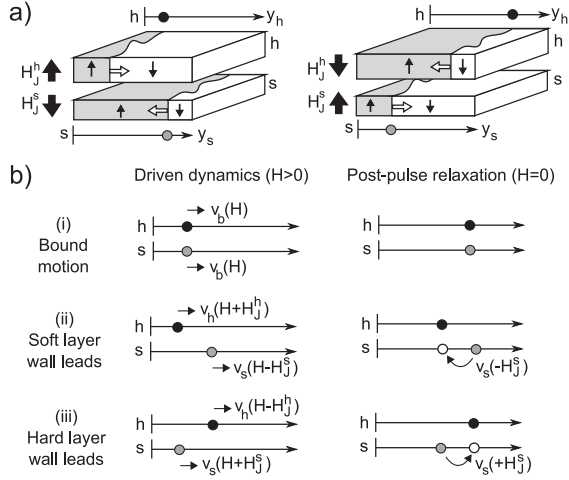 a)
h
y_h
H_J^h
h
H_J^s
s
s
y_s
h
y_h
H_J^h
h
H_J^s
s
s
y_s
b)
Driven dynamics (H>0)
Post-pulse relaxation (H=0)
(i)
Bound
motion
v_b(H)
h
s
v_b(H)
h
s
(ii)
Soft layer
wall leads
v_h(H+H_J^h)
h
s
v_s(H-H_J^s)
h
s
v_s(-H_J^s)
(iii)
Hard layer
wall leads
v_h(H-H_J^h)
h
s
v_s(H+H_J^s)
h
s
v_s(+H_J^s)